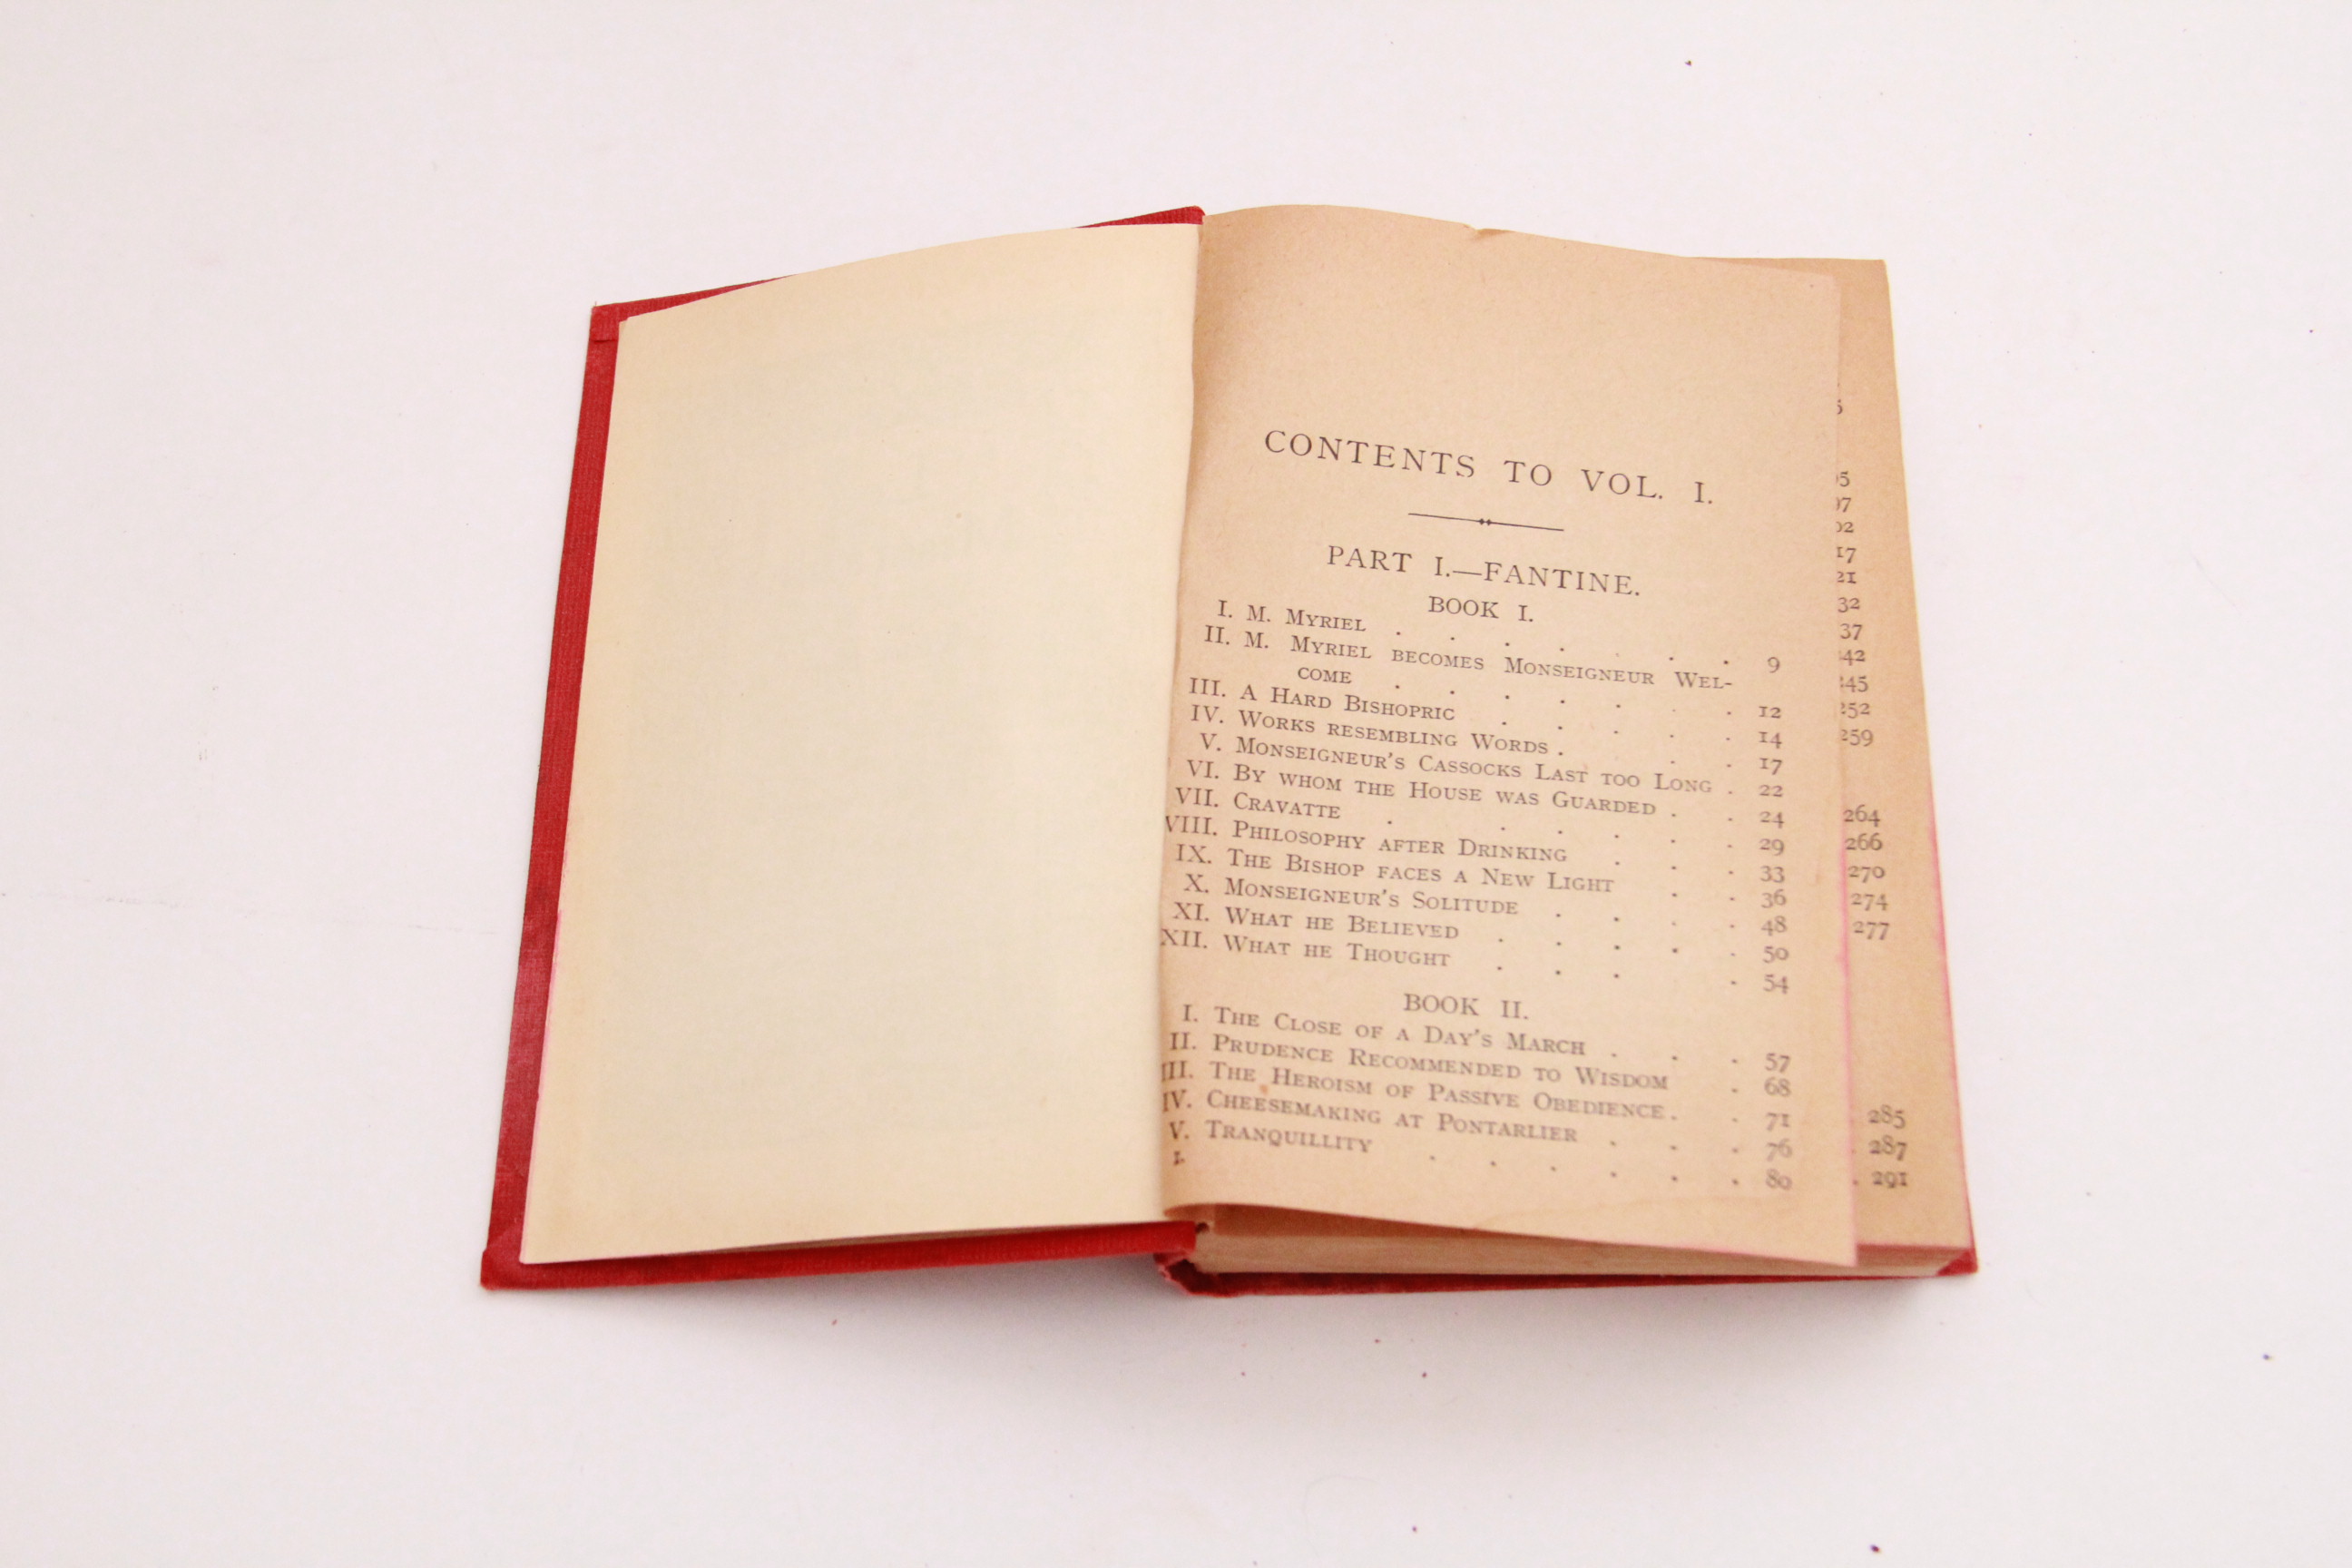 CONTENTS TO VOL. I.
PART I.—FANTINE.
BOOK I.
I. M. MYRIEL . . . . . . . 9
II. M. MYRIEL BECOMES MONSEIGNEUR WEL-
COME . . . . . . . 12
III. A HARD BISHOPRIC . . . . . 14
IV. WORKS RESEMBLING WORDS . . . 17
V. MONSEIGNEUR'S CASSOCKS LAST TOO LONG . 22
VI. BY WHOM THE HOUSE WAS GUARDED . . 24
VII. CRAVATTE . . . . . . . 29
VIII. PHILOSOPHY AFTER DRINKING . . . 33
IX. THE BISHOP FACES A NEW LIGHT . . 36
X. MONSEIGNEUR'S SOLITUDE . . . . 48
XI. WHAT HE BELIEVED . . . . . 50
XII. WHAT HE THOUGHT . . . . 54
BOOK II.
I. THE CLOSE OF A DAY'S MARCH . . . 57
II. PRUDENCE RECOMMENDED TO WISDOM . 68
III. THE HEROISM OF PASSIVE OBEDIENCE . . 71
IV. CHEESEMAKING AT PONTARLIER . . . 76
V. TRANQUILLITY . . . . . . 80
259
264
266
270
274
277
285
287
. 291